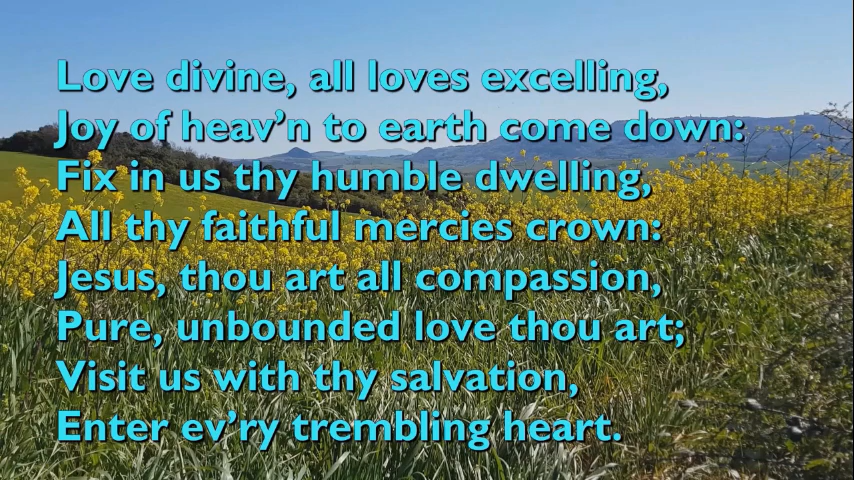 Love divine, all loves excelling,
Joy of heav’n to earth come down:
Fix in us thy humble dwelling,
All thy faithful mercies crown:
Jesus, thou art all compassion,
Pure, unbounded love thou art;
Visit us with thy salvation,
Enter ev’ry trembling heart.